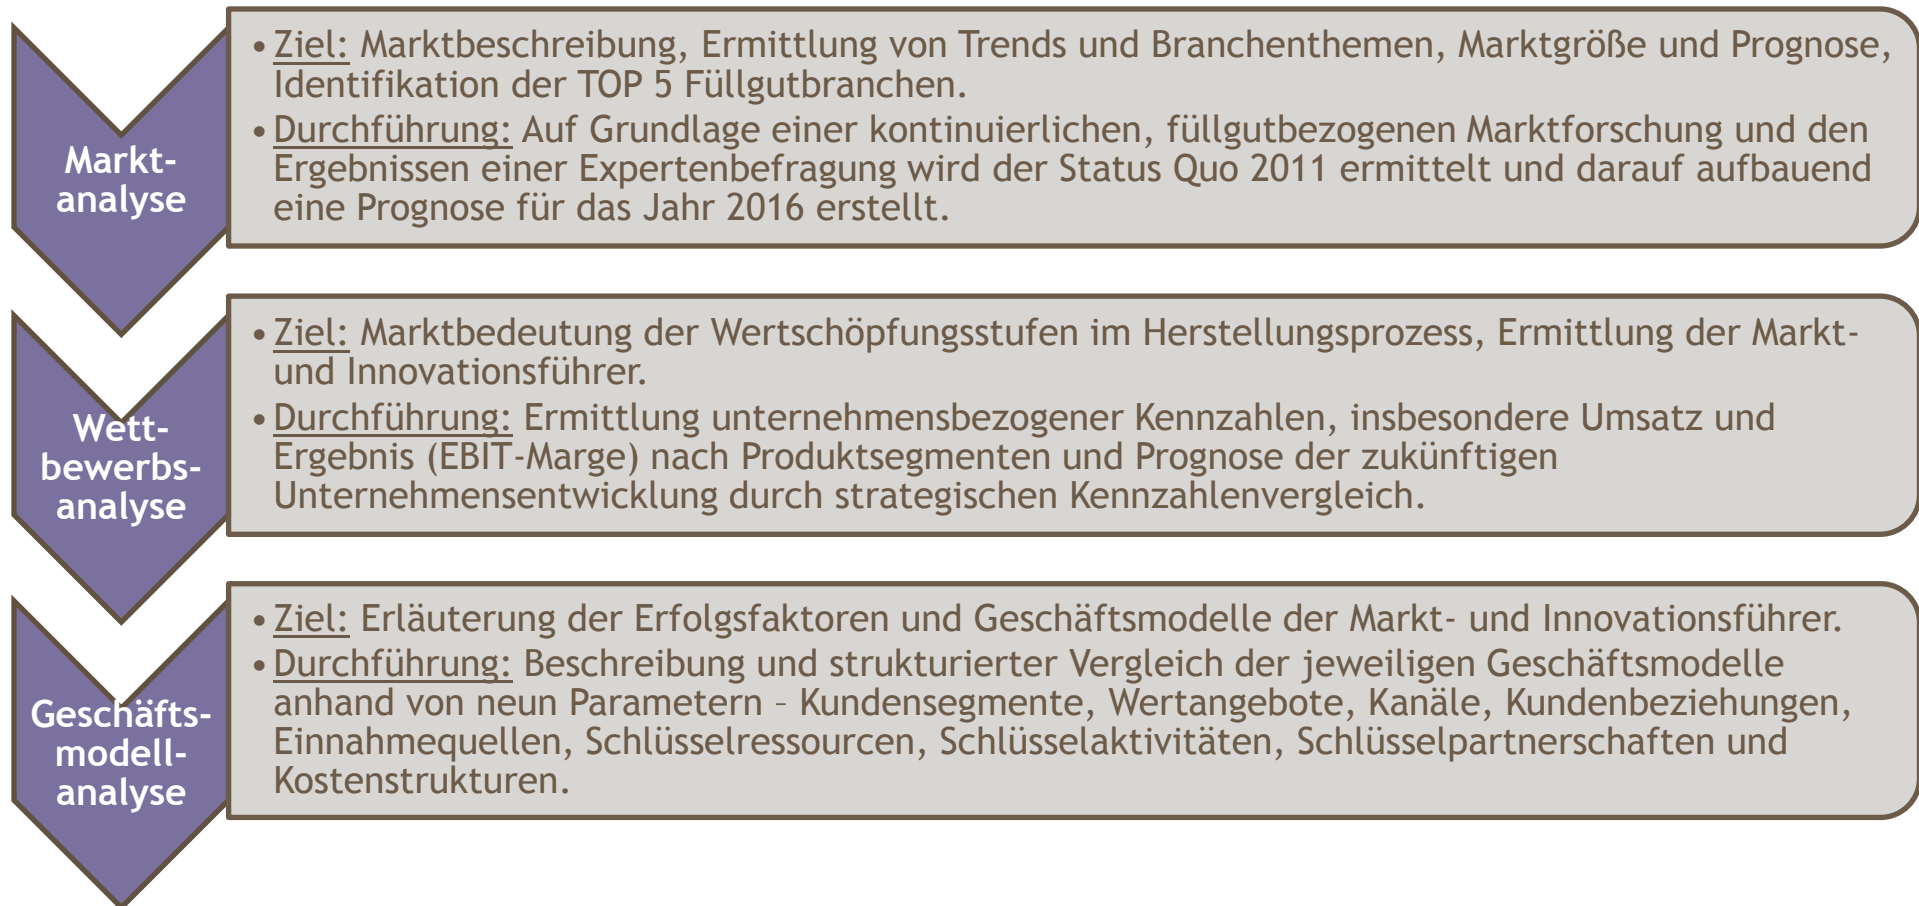 Markt-
analyse
• Ziel: Marktbeschreibung, Ermittlung von Trends und Branchenthemen, Marktgröße und Prognose,
Identifikation der TOP 5 Füllgutbranchen.
• Durchführung: Auf Grundlage einer kontinuierlichen, füllgutbezogenen Marktforschung und den
Ergebnissen einer Expertenbefragung wird der Status Quo 2011 ermittelt und darauf aufbauend
eine Prognose für das Jahr 2016 erstellt.
Wett-
bewerbs-
analyse
• Ziel: Marktbedeutung der Wertschöpfungsstufen im Herstellungsprozess, Ermittlung der Markt-
und Innovationsführer.
• Durchführung: Ermittlung unternehmensbezogener Kennzahlen, insbesondere Umsatz und
Ergebnis (EBIT-Marge) nach Produktsegmenten und Prognose der zukünftigen
Unternehmensentwicklung durch strategischen Kennzahlenvergleich.
Geschäfts-
modell-
analyse
• Ziel: Erläuterung der Erfolgsfaktoren und Geschäftsmodelle der Markt- und Innovationsführer.
• Durchführung: Beschreibung und strukturierter Vergleich der jeweiligen Geschäftsmodelle
anhand von neun Parametern – Kundensegmente, Wertangebote, Kanäle, Kundenbeziehungen,
Einnahmequellen, Schlüsselressourcen, Schlüsselaktivitäten, Schlüsselpartnerschaften und
Kostenstrukturen.